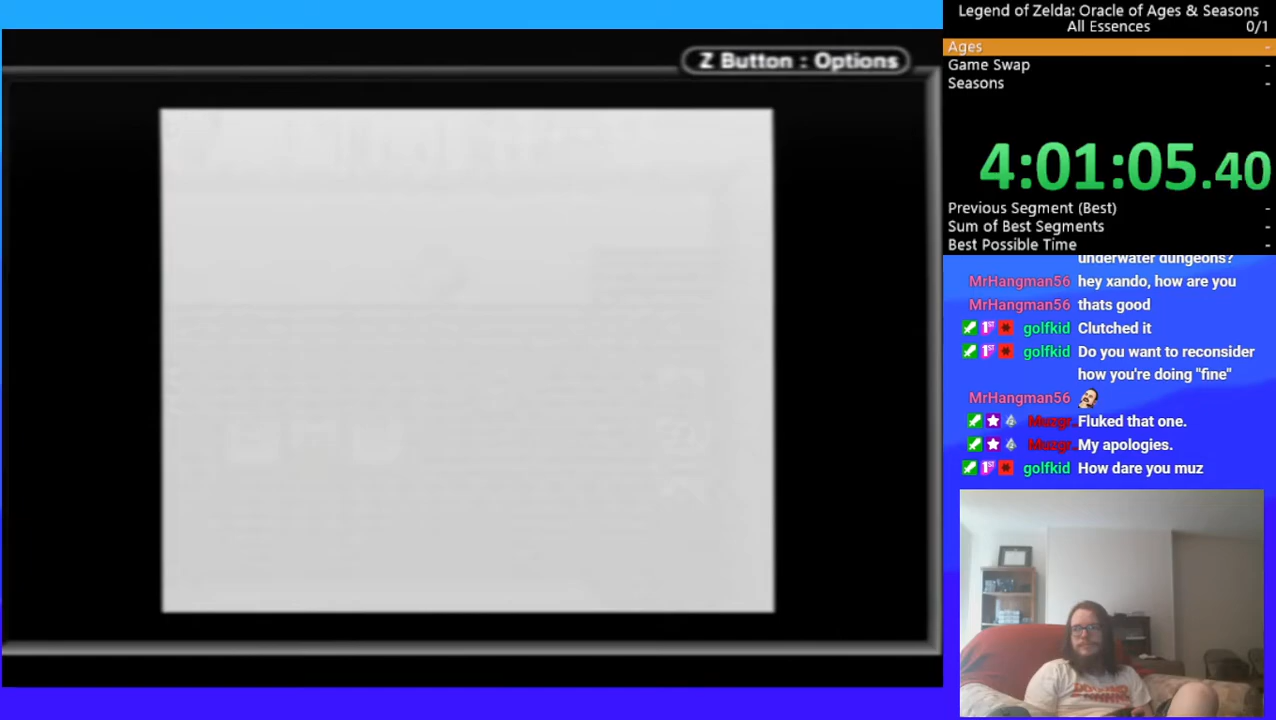 Z Button : Options
Legend of Zelda: Oracle of Ages & Seasons
All Essences 0/1
Ages -
Game Swap -
Seasons -
4:01:05.40
Previous Segment (Best) -
Sum of Best Segments -
Best Possible Time -
underwater dungeons?
MrHangman56 hey xando, how are you
MrHangman56 thats good
golfkid Clutched it
golfkid Do you want to reconsider
how you're doing "fine"
MrHangman56
Muzgr.. Fluked that one.
Muzgr.. My apologies.
golfkid How dare you muz